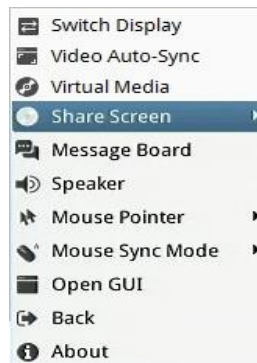 Switch Display
Video Auto-Sync
Virtual Media
Share Screen
Message Board
Speaker
Mouse Pointer
Mouse Sync Mode
Open GUI
Back
About